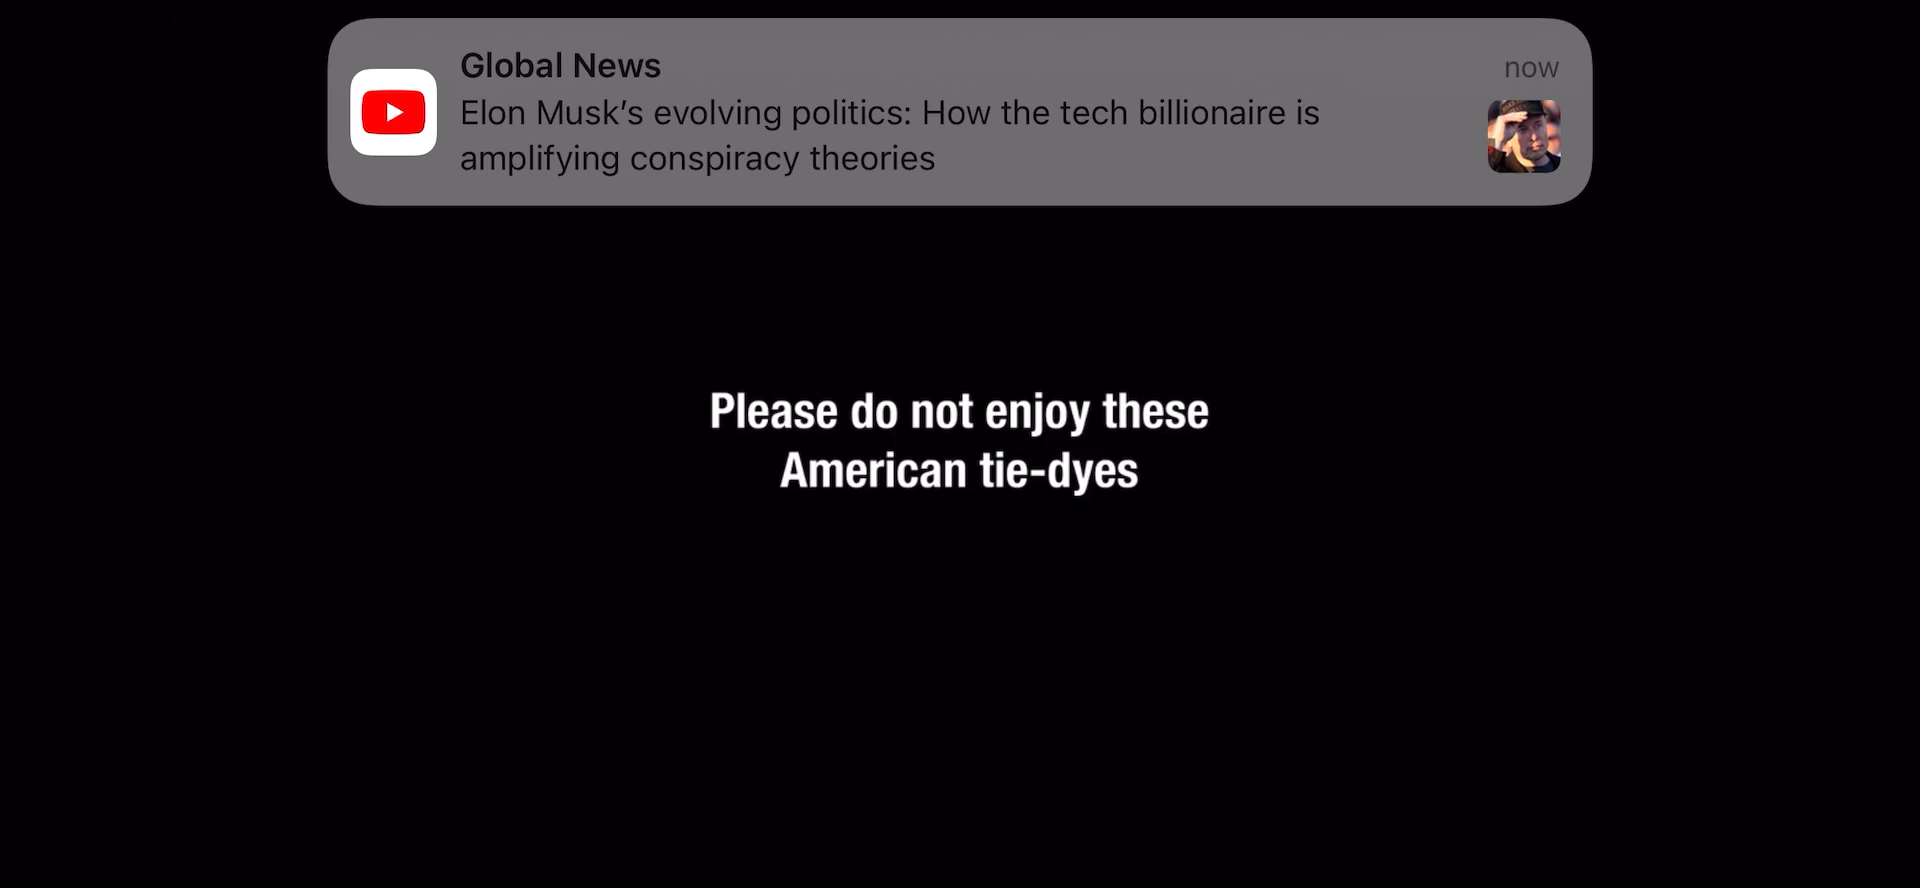 Global News
now
Elon Musk’s evolving politics: How the tech billionaire is
amplifying conspiracy theories
Please do not enjoy these
American tie-dyes